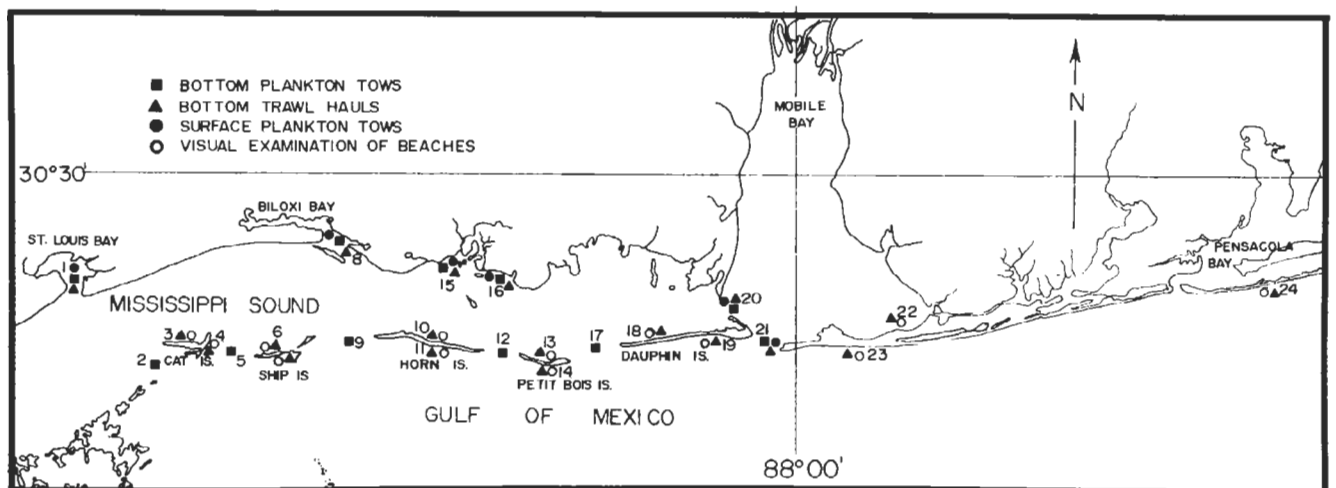 BOTTOM PLANKTON TOWS
BOTTOM TRAWL HAULS
SURFACE PLANKTON TOWS
VISUAL EXAMINATION OF BEACHES
MOBILE
BAY
N
30°30'
BILOXI BAY
ST. LOUIS BAY
PENSACOLA
BAY
1
8
15
16
20
24
MISSISSIPPI SOUND
22
3
4
6
9
10
12
13
17
18
19
21
23
2
CAT IS.
5
SHIP IS
11
HORN IS.
14
PETIT BOIS IS.
DAUPHIN IS.
GULF OF MEXICO
88°00'